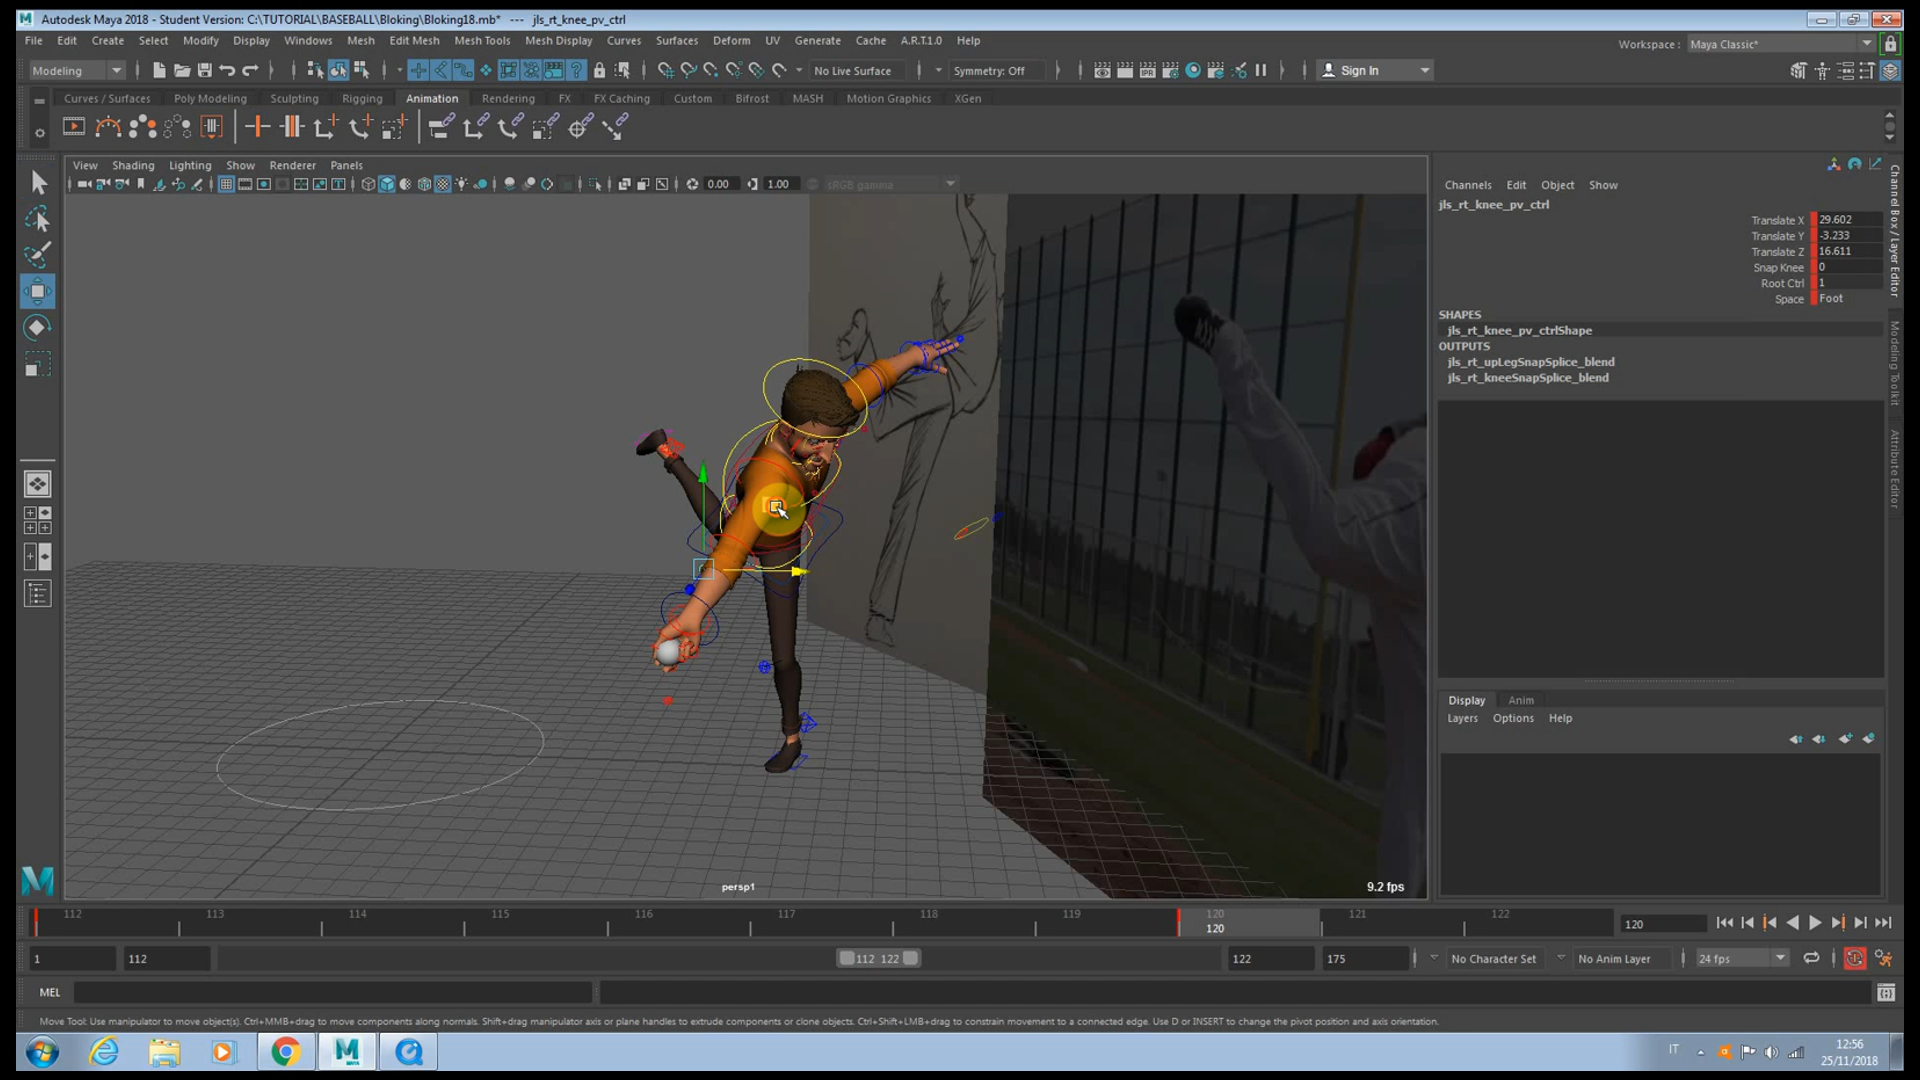 Autodesk Maya 2018 - Student Version: C:\TUTORIAL\BASEBALL\Bloking\Bloking18.mb* --- jls_rt_knee_pv_ctrl
File Edit Create Select Modify Display Windows Mesh Edit Mesh Mesh Tools Mesh Display Curves Surfaces Deform UV Generate Cache A.R.T.1.0 Help
Workspace : Maya Classic*
Modeling No Live Surface Symmetry: Off Sign In
Curves / Surfaces Poly Modeling Sculpting Rigging Animation Rendering FX FX Caching Custom Bifrost MASH Motion Graphics XGen
View Shading Lighting Show Renderer Panels
0.00 1.00 sRGB gamma
Channels Edit Object Show
jls_rt_knee_pv_ctrl
Translate X 29.602
Translate Y -3.233
Translate Z 16.611
Snap Knee 0
Root Ctrl 1
Space Foot
SHAPES
jls_rt_knee_pv_ctrlShape
OUTPUTS
jls_rt_upLegSnapSplice_blend
jls_rt_kneeSnapSplice_blend
Channel Box / Layer Editor
Modeling Toolkit
Attribute Editor
Display Anim
Layers Options Help
persp1
9.2 fps
112 113 114 115 116 117 118 119 120 121 122
120
120
1 112 112 122 122 175 No Character Set No Anim Layer 24 fps
MEL
Move Tool: Use manipulator to move object(s). Ctrl+MMB+drag to move components along normals. Shift+drag manipulator axis or plane handles to extrude components or clone objects. Ctrl+Shift+LMB+drag to constrain movement to a connected edge. Use D or INSERT to change the pivot position and axis orientation.
IT
12:56
25/11/2018